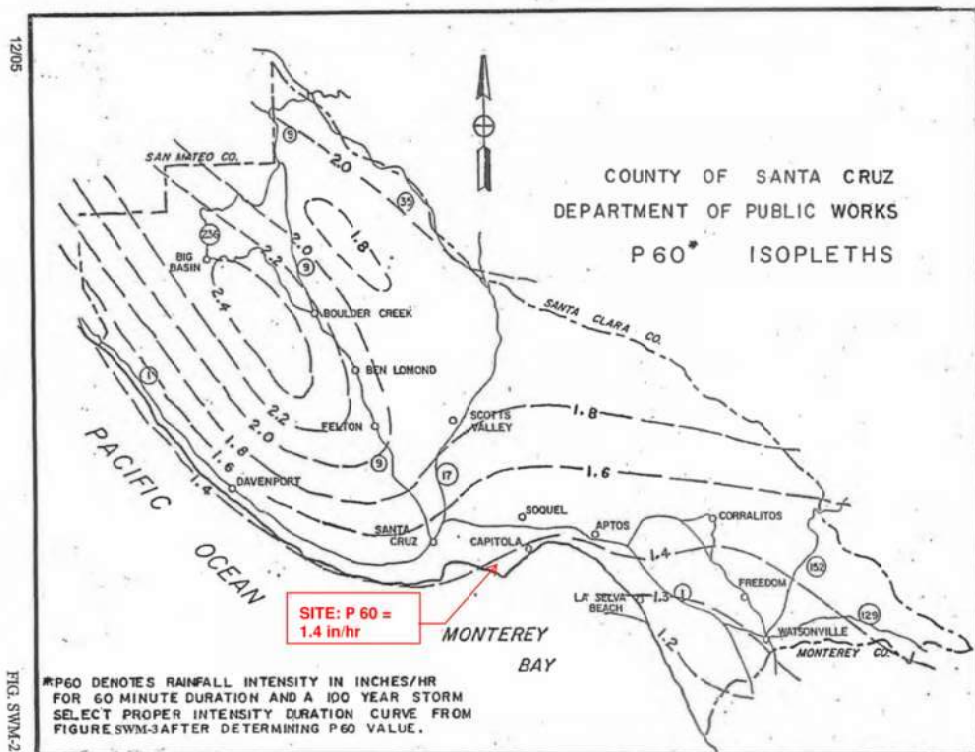 12/05
COUNTY OF SANTA CRUZ
DEPARTMENT OF PUBLIC WORKS
P60* ISOPLETHS
SAN MATEO CO.
9
2.0
35
236
BIG
BASIN
2.2
2.0
9
1.8
2.4
BOULDER CREEK
SANTA CLARA CO.
1
BEN LOMOND
2.2
2.0
1.8
1.6
1.4
FELTON
SCOTTS
VALLEY
1.8
9
17
1.6
PACIFIC
OCEAN
DAVENPORT
SANTA
CRUZ
SOQUEL
CAPITOLA
APTOS
CORRALITOS
1.4
152
FREEDOM
LA SELVA
BEACH
1.3
1
129
1.2
WATSONVILLE
MONTEREY CO.
SITE: P 60 =
1.4 in/hr
MONTEREY
BAY
*P60 DENOTES RAINFALL INTENSITY IN INCHES/HR
FOR 60 MINUTE DURATION AND A 100 YEAR STORM
SELECT PROPER INTENSITY DURATION CURVE FROM
FIGURE SWM-3 AFTER DETERMINING P60 VALUE.
FIG. SWM-2